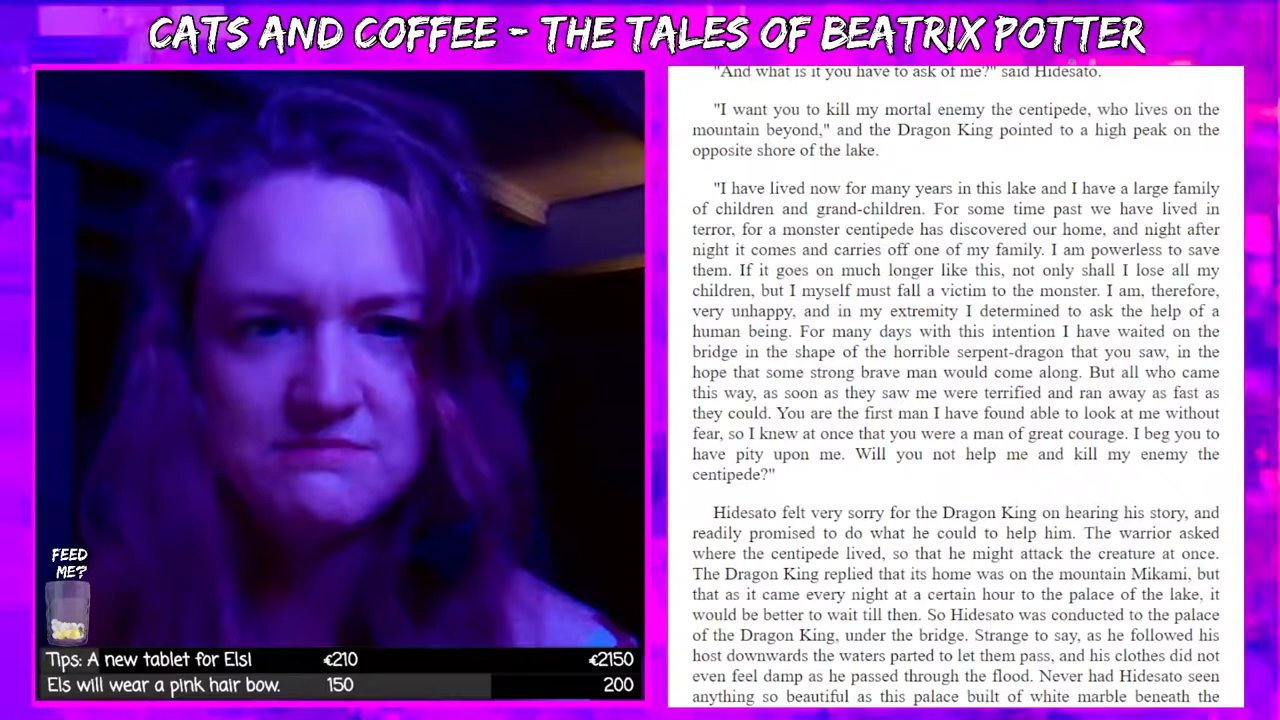 CATS AND COFFEE - THE TALES OF BEATRIX POTTER
"And what is it you have to ask of me?" said Hidesato.
"I want you to kill my mortal enemy the centipede, who lives on the
mountain beyond," and the Dragon King pointed to a high peak on the
opposite shore of the lake.
"I have lived now for many years in this lake and I have a large family
of children and grand-children. For some time past we have lived in
terror, for a monster centipede has discovered our home, and night after
night it comes and carries off one of my family. I am powerless to save
them. If it goes on much longer like this, not only shall I lose all my
children, but I myself must fall a victim to the monster. I am, therefore,
very unhappy, and in my extremity I determined to ask the help of a
human being. For many days with this intention I have waited on the
bridge in the shape of the horrible serpent-dragon that you saw, in the
hope that some strong brave man would come along. But all who came
this way, as soon as they saw me were terrified and ran away as fast as
they could. You are the first man I have found able to look at me without
fear, so I knew at once that you were a man of great courage. I beg you to
have pity upon me. Will you not help me and kill my enemy the
centipede?"
Hidesato felt very sorry for the Dragon King on hearing his story, and
readily promised to do what he could to help him. The warrior asked
where the centipede lived, so that he might attack the creature at once.
The Dragon King replied that its home was on the mountain Mikami, but
that as it came every night at a certain hour to the palace of the lake, it
would be better to wait till then. So Hidesato was conducted to the palace
of the Dragon King, under the bridge. Strange to say, as he followed his
host downwards the waters parted to let them pass, and his clothes did not
even feel damp as he passed through the flood. Never had Hidesato seen
anything so beautiful as this palace built of white marble beneath the
FEED
ME?
Tips: A new tablet for Els! €210 €2150
Els will wear a pink hair bow. 150 200